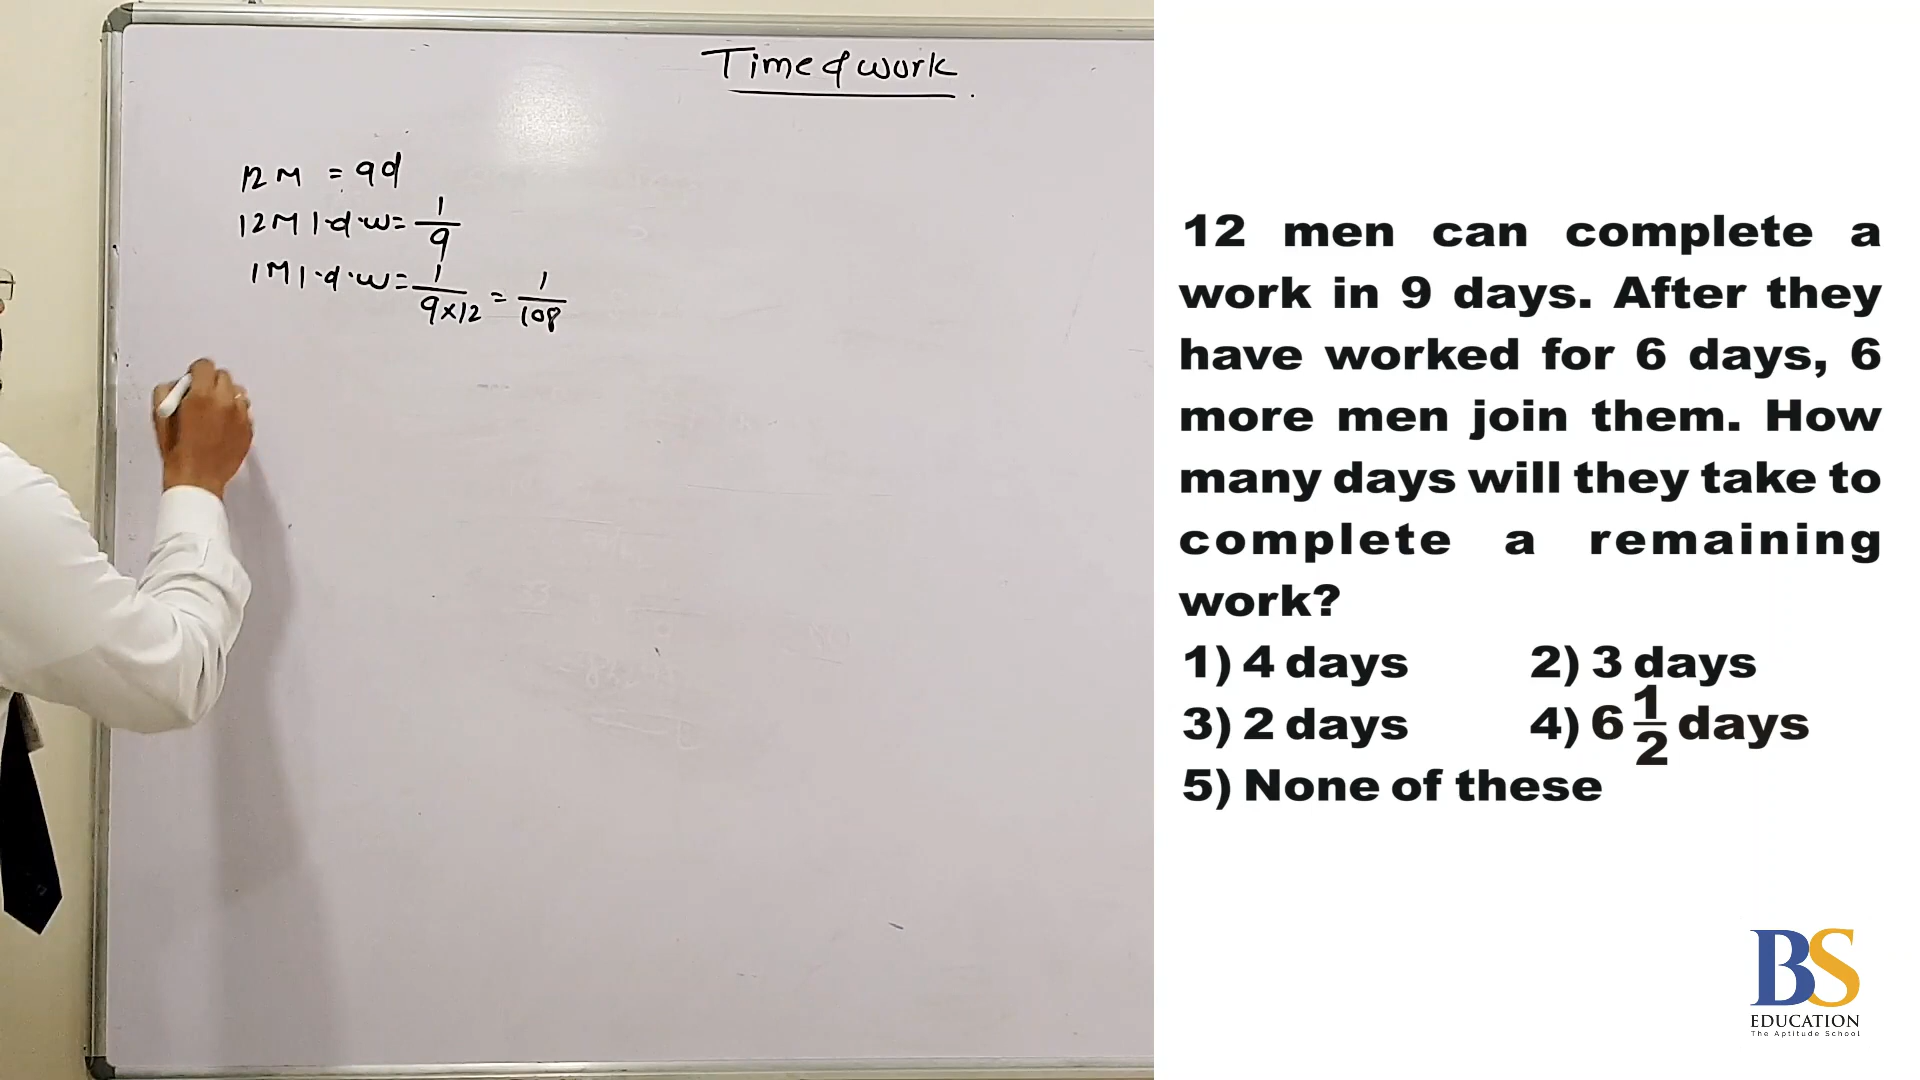 Time & work
12 M = 9d
12M 1·d·w = 1/9
1M 1·d·w = 1/9×12 = 1/108
12 men can complete a
work in 9 days. After they
have worked for 6 days, 6
more men join them. How
many days will they take to
complete a remaining
work?
1) 4 days 2) 3 days
3) 2 days 4) 6 1/2 days
5) None of these
BS
EDUCATION
The Aptitude School